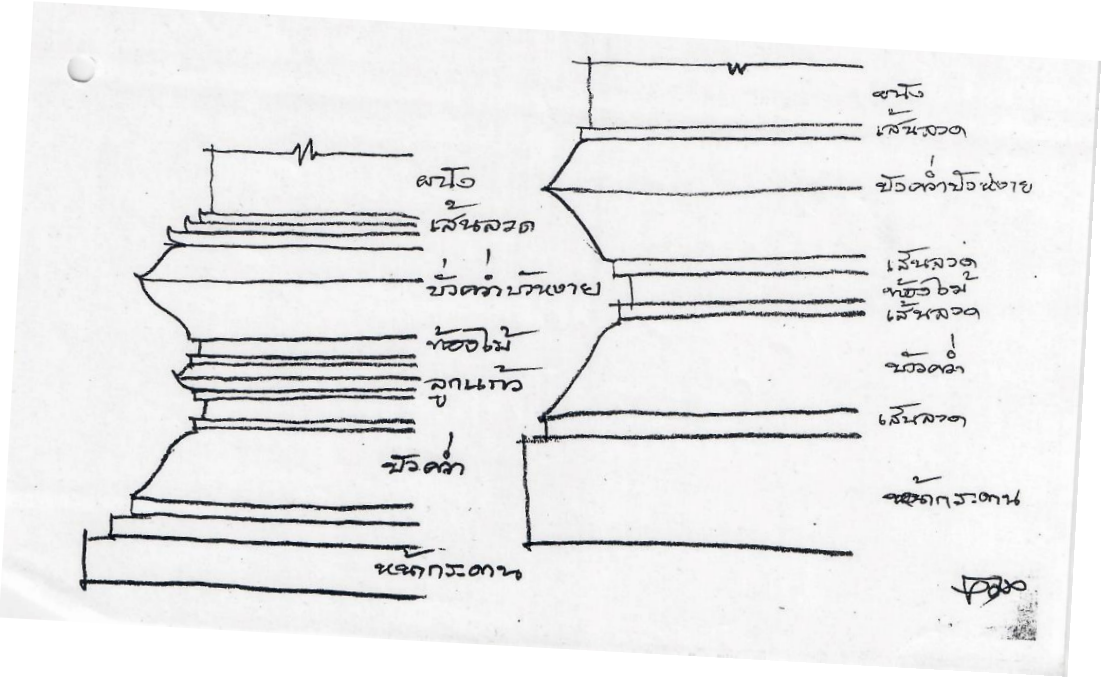 ผนัง
เส้นลวด
บัวคว่ำบัวหงาย
ท้องไม้
ลูกแก้ว
บัวคว่ำ
หน้ากระดาน
ผนัง
เส้นลวด
บัวคว่ำบัวหงาย
เส้นลวด
ท้องไม้
เส้นลวด
บัวคว่ำ
เส้นลวด
หน้ากระดาน